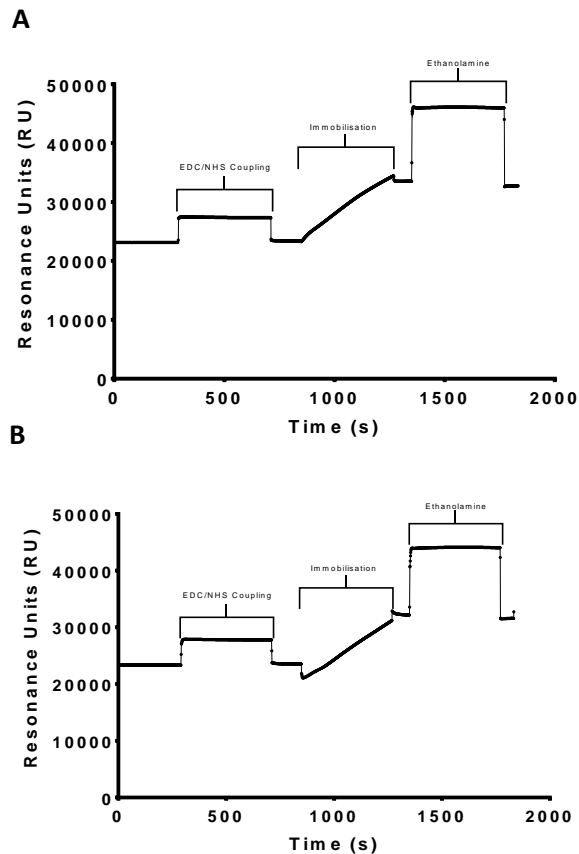 A
Resonance Units (RU)
50000
40000
30000
20000
10000
0
EDC/NHS Coupling
Immobilisation
Ethanolamine
0 500 1000 1500 2000
Time (s)
B
Resonance Units (RU)
50000
40000
30000
20000
10000
0
EDC/NHS Coupling
Immobilisation
Ethanolamine
0 500 1000 1500 2000
Time (s)